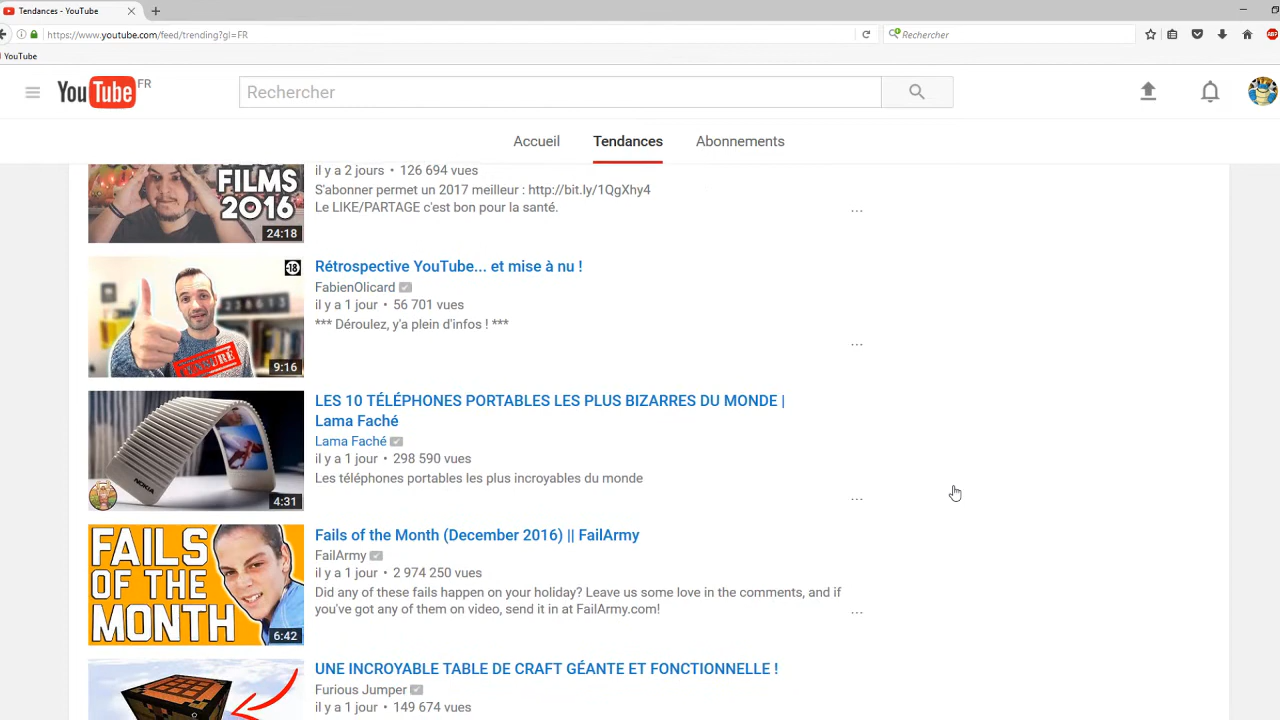 Tendances - YouTube
https://www.youtube.com/feed/trending?gl=FR
Rechercher
ABP
YouTube
YouTube FR
Rechercher
Accueil
Tendances
Abonnements
FILMS
2016
24:18
il y a 2 jours • 126 694 vues
S'abonner permet un 2017 meilleur : http://bit.ly/1QgXhy4
Le LIKE/PARTAGE c'est bon pour la santé.
...
-18
238613
CENSURÉ
9:16
Rétrospective YouTube... et mise à nu !
FabienOlicard
il y a 1 jour • 56 701 vues
*** Déroulez, y'a plein d'infos ! ***
...
NOKIA
4:31
LES 10 TÉLÉPHONES PORTABLES LES PLUS BIZARRES DU MONDE |
Lama Faché
Lama Faché
il y a 1 jour • 298 590 vues
Les téléphones portables les plus incroyables du monde
...
FAILS
OF THE
MONTH
6:42
Fails of the Month (December 2016) || FailArmy
FailArmy
il y a 1 jour • 2 974 250 vues
Did any of these fails happen on your holiday? Leave us some love in the comments, and if
you've got any of them on video, send it in at FailArmy.com!
...
UNE INCROYABLE TABLE DE CRAFT GÉANTE ET FONCTIONNELLE !
Furious Jumper
il y a 1 jour • 149 674 vues